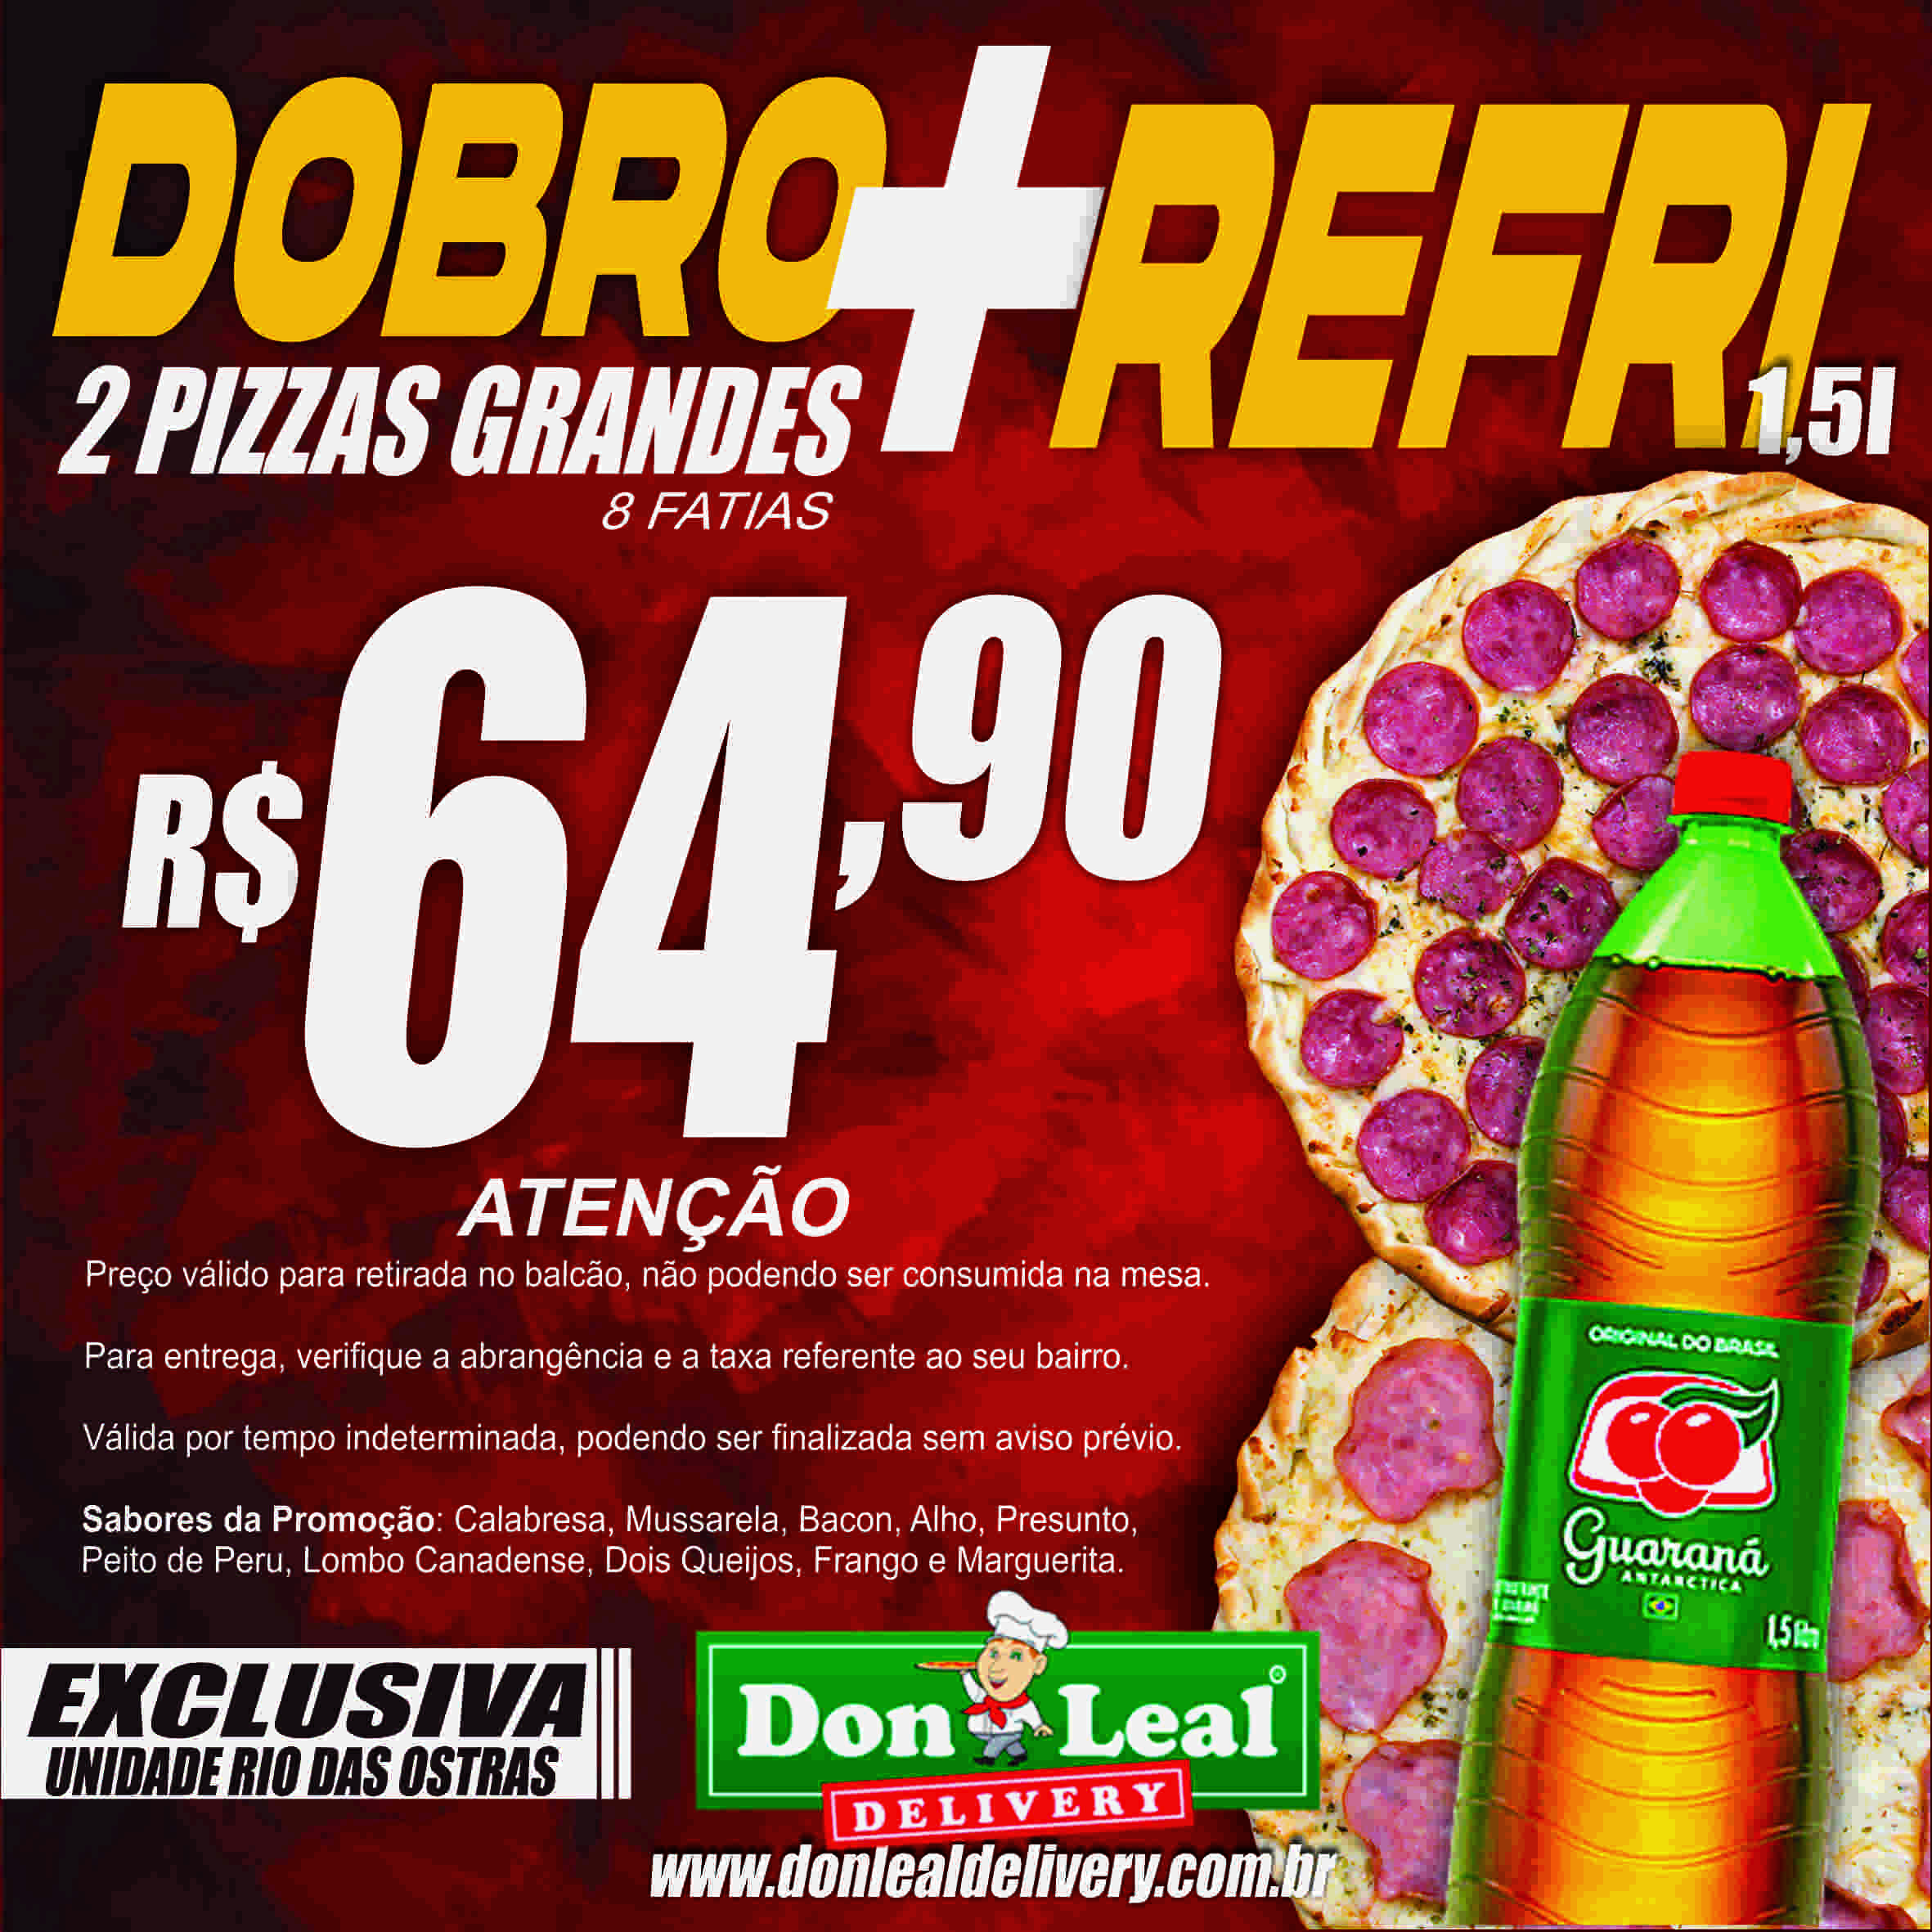 DOBRO+REFRI
2 PIZZAS GRANDES
1,5l
8 FATIAS
R$64,90
ATENÇÃO
Preço válido para retirada no balcão, não podendo ser consumida na mesa.
Para entrega, verifique a abrangência e a taxa referente ao seu bairro.
Válida por tempo indeterminada, podendo ser finalizada sem aviso prévio.
Sabores da Promoção: Calabresa, Mussarela, Bacon, Alho, Presunto,
Peito de Peru, Lombo Canadense, Dois Queijos, Frango e Marguerita.
ORIGINAL DO BRASIL
Guaraná
ANTARCTICA
1,5 litro
EXCLUSIVA
UNIDADE RIO DAS OSTRAS
Don Leal
DELIVERY
www.donlealdelivery.com.br